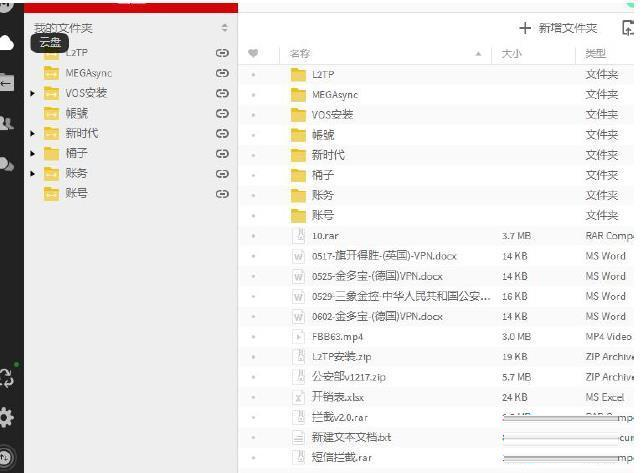 我的文件夹
云盘
L2TP
MEGAsync
VOS安装
帳號
新时代
桶子
账务
账号
新增文件夹
名称 大小 类型
L2TP 文件夹
MEGAsync 文件夹
VOS安装 文件夹
帳號 文件夹
新时代 文件夹
桶子 文件夹
账务 文件夹
账号 文件夹
10.rar 3.7 MB RAR Comp
0517-旗开得胜-(英国)-VPN.docx 14 KB MS Word
0525-金多宝-(德国)VPN.docx 14 KB MS Word
0529-三象金控-中华人民共和国公安... 16 KB MS Word
0602-金多宝-(德国)VPN.docx 14 KB MS Word
FBB63.mp4 3.0 MB MP4 Video
L2TP安装.zip 19 KB ZIP Archive
公安部v1217.zip 5.7 MB ZIP Archive
开销表.xlsx 24 KB MS Excel
拦截v2.0.rar
新建文本文档.txt
短信拦截.rar